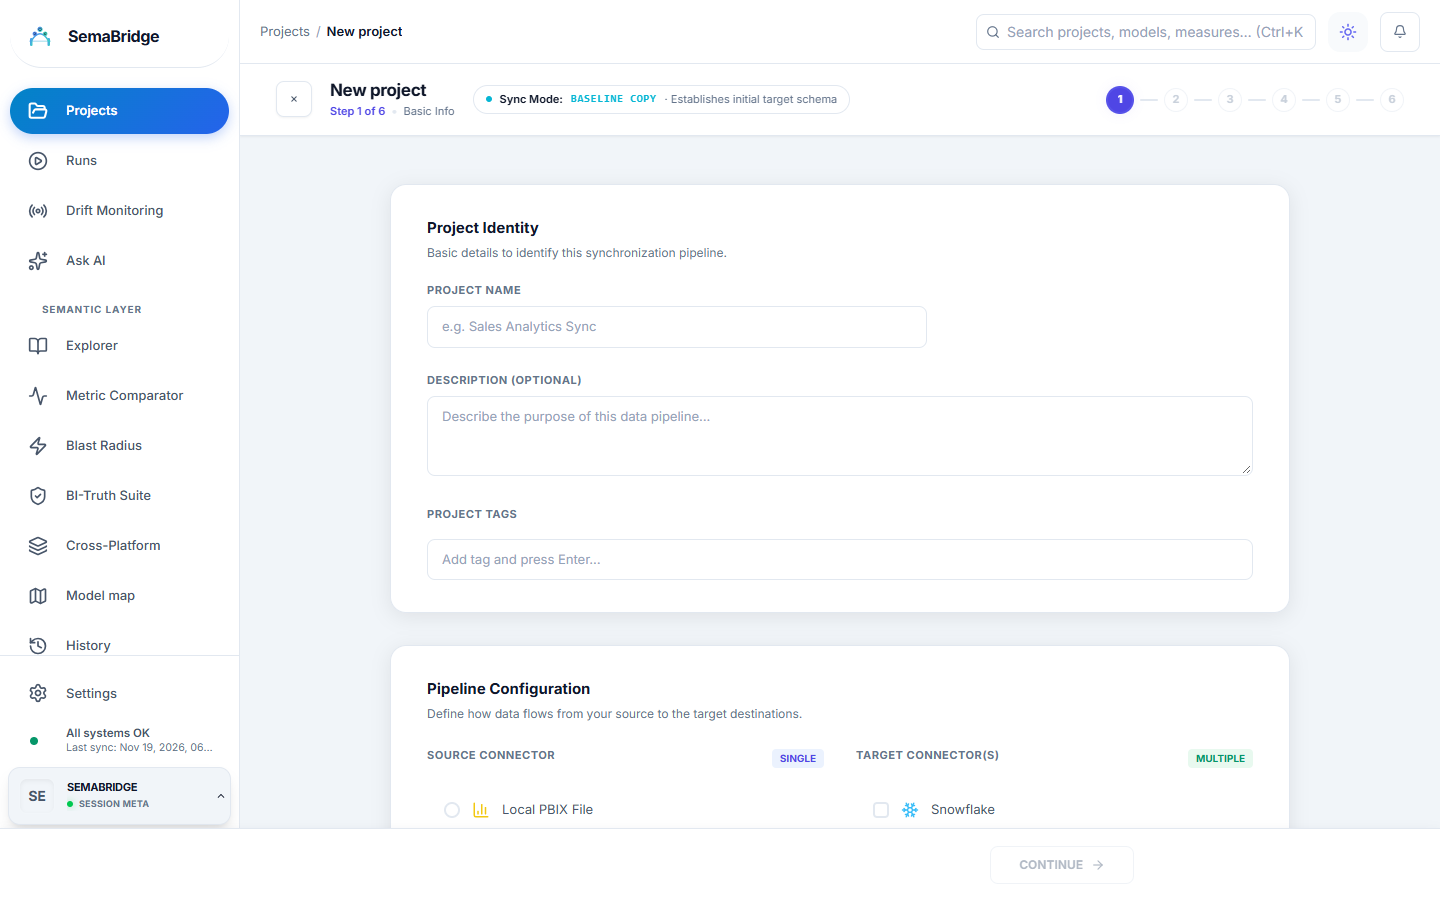 SemaBridge
Projects
Runs
Drift Monitoring
Ask AI
SEMANTIC LAYER
Explorer
Metric Comparator
Blast Radius
BI-Truth Suite
Cross-Platform
Model map
History
Settings
All systems OK
Last sync: Nov 19, 2026, 06...
SE
SEMABRIDGE
SESSION META
Projects / New project
Search projects, models, measures... (Ctrl+K
×
New project
Step 1 of 6 • Basic Info
Sync Mode: BASELINE COPY · Establishes initial target schema
1 2 3 4 5 6
Project Identity
Basic details to identify this synchronization pipeline.
PROJECT NAME
e.g. Sales Analytics Sync
DESCRIPTION (OPTIONAL)
Describe the purpose of this data pipeline...
PROJECT TAGS
Add tag and press Enter...
Pipeline Configuration
Define how data flows from your source to the target destinations.
SOURCE CONNECTOR SINGLE
Local PBIX File
TARGET CONNECTOR(S) MULTIPLE
Snowflake
CONTINUE →